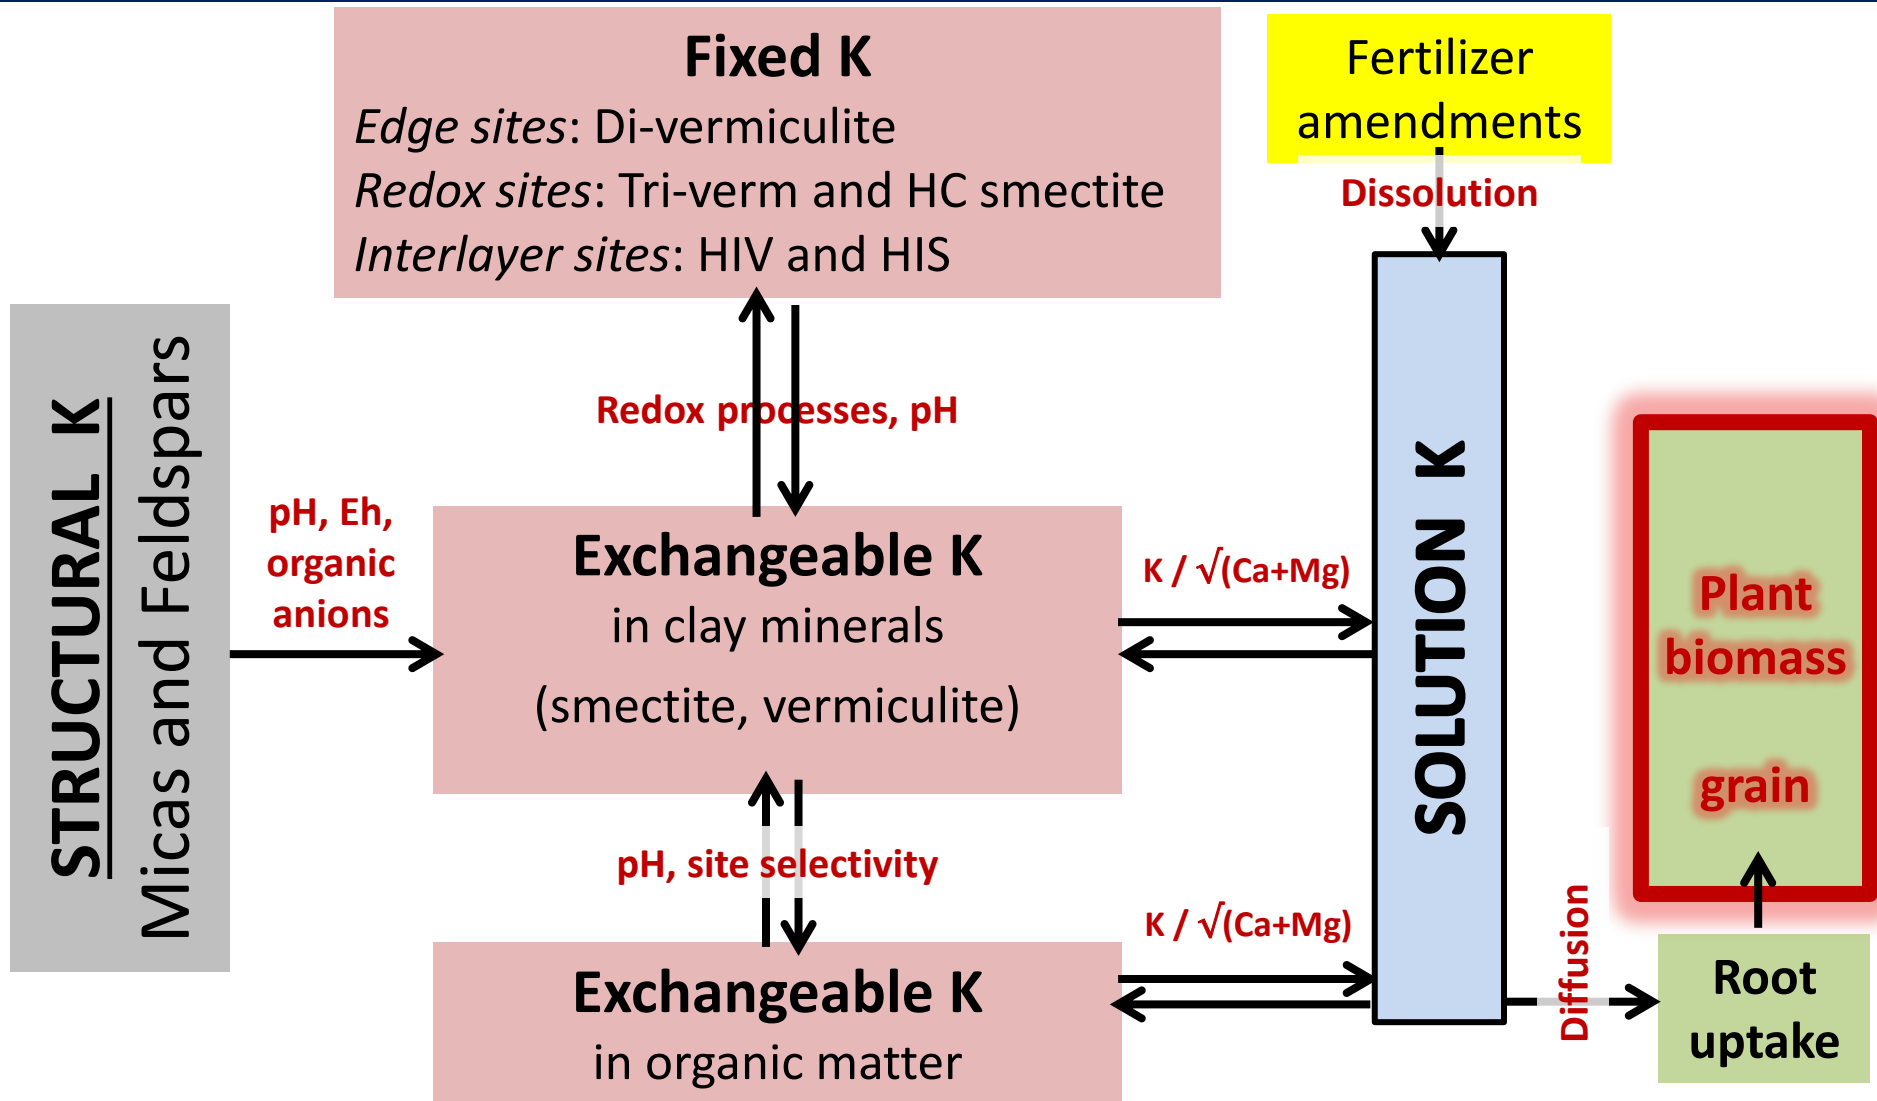 Fixed K
Edge sites: Di-vermiculite
Redox sites: Tri-verm and HC smectite
Interlayer sites: HIV and HIS
Fertilizer
amendments
Dissolution
STRUCTURAL K
Micas and Feldspars
Redox processes, pH
pH, Eh,
organic
anions
Exchangeable K
in clay minerals
(smectite, vermiculite)
K / √(Ca+Mg)
SOLUTION K
Plant
biomass
grain
pH, site selectivity
K / √(Ca+Mg)
Exchangeable K
in organic matter
Diffusion
Root
uptake